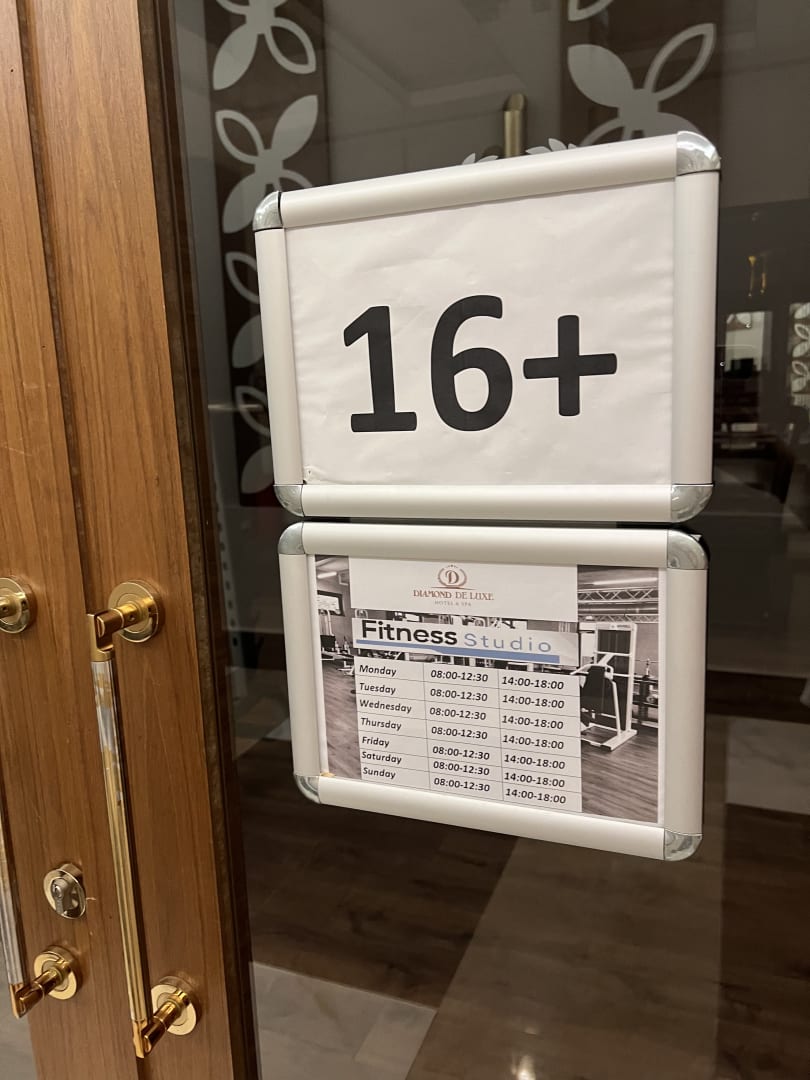 16+
D
DIAMOND DE LUXE
HOTEL & SPA
Fitness Studio
Monday 08:00-12:30 14:00-18:00
Tuesday 08:00-12:30 14:00-18:00
Wednesday 08:00-12:30 14:00-18:00
Thursday 08:00-12:30 14:00-18:00
Friday 08:00-12:30 14:00-18:00
Saturday 08:00-12:30 14:00-18:00
Sunday 08:00-12:30 14:00-18:00